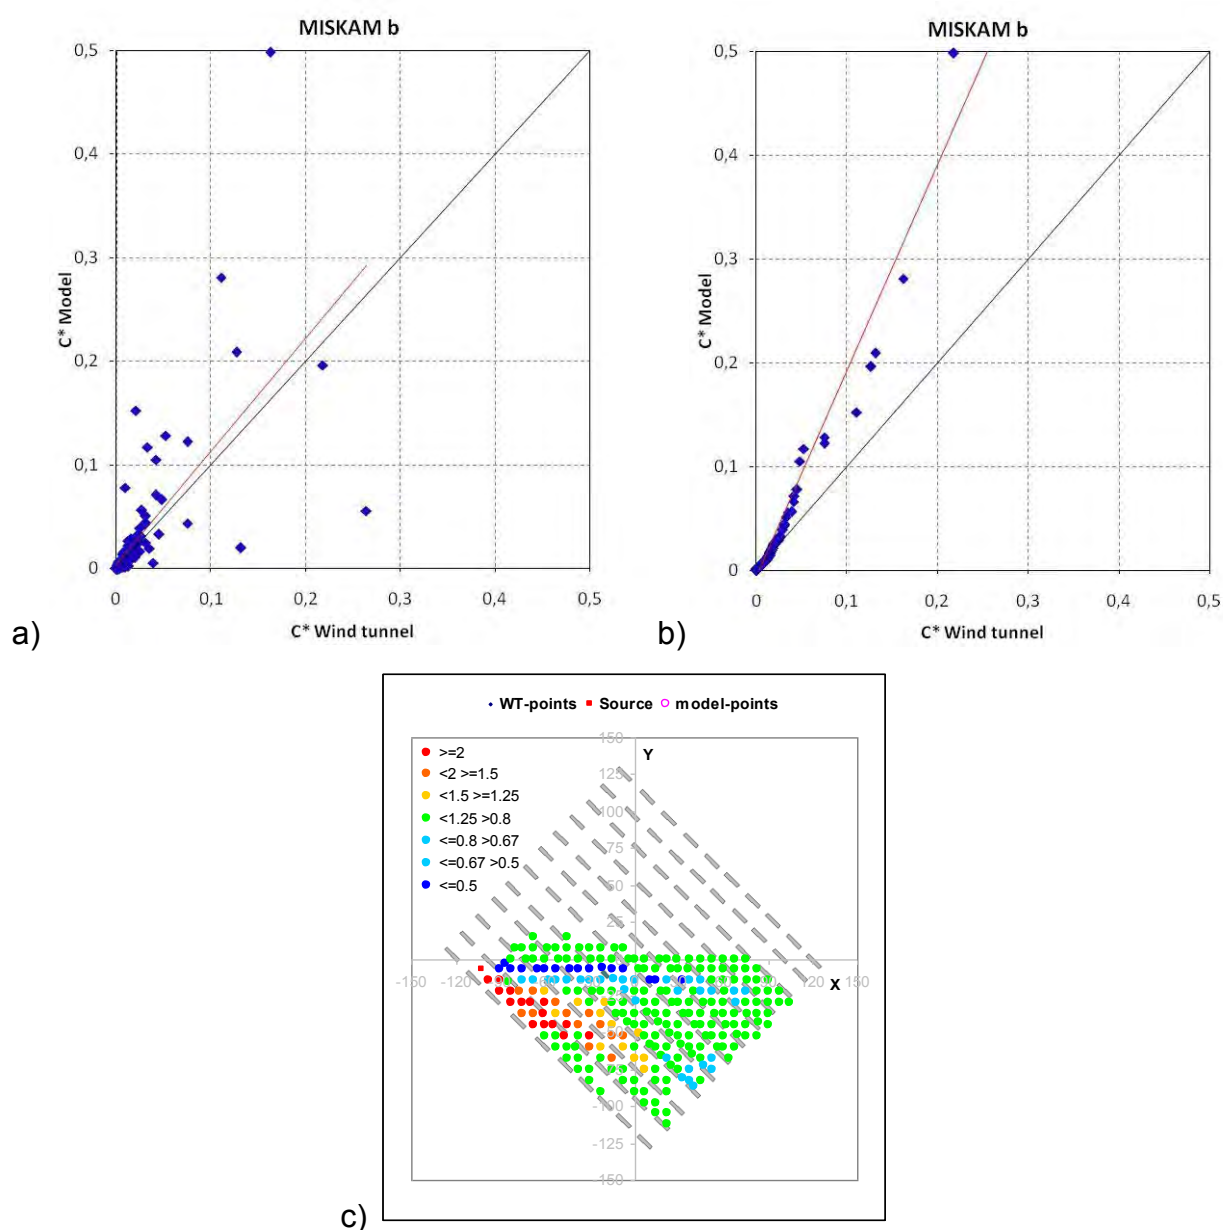 MISKAM b
0,5
0,4
0,3
0,2
0,1
0
C* Model
0 0,1 0,2 0,3 0,4 0,5
C* Wind tunnel
a)
MISKAM b
0,5
0,4
0,3
0,2
0,1
0
C* Model
0 0,1 0,2 0,3 0,4 0,5
C* Wind tunnel
b)
WT-points Source model-points
150
Y
125
100
75
50
25
>=2
<2 >=1.5
<1.5 >=1.25
<1.25 >0.8
<=0.8 >0.67
<=0.67 >0.5
<=0.5
-150 -120 120 150
X
-100
-125
-150
c)